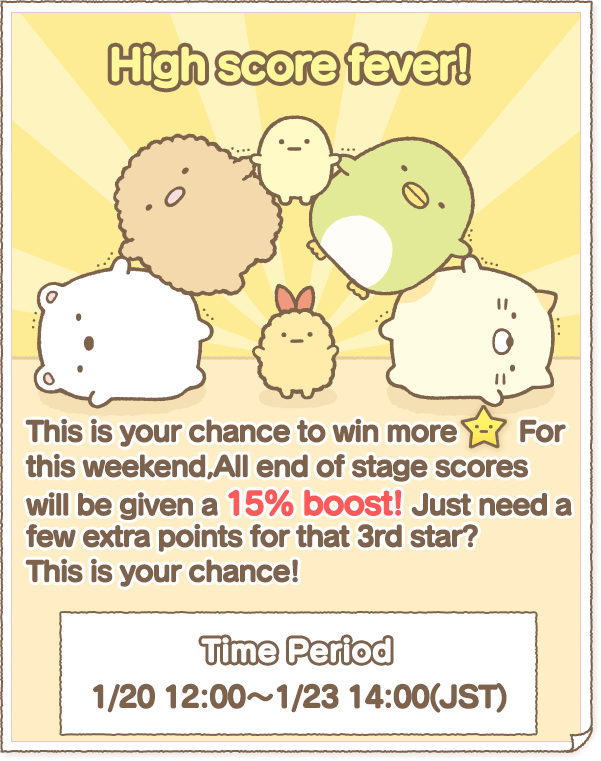 High score fever!
This is your chance to win more For
this weekend,All end of stage scores
will be given a 15% boost! Just need a
few extra points for that 3rd star?
This is your chance!
Time Period
1/20 12:00～1/23 14:00(JST)